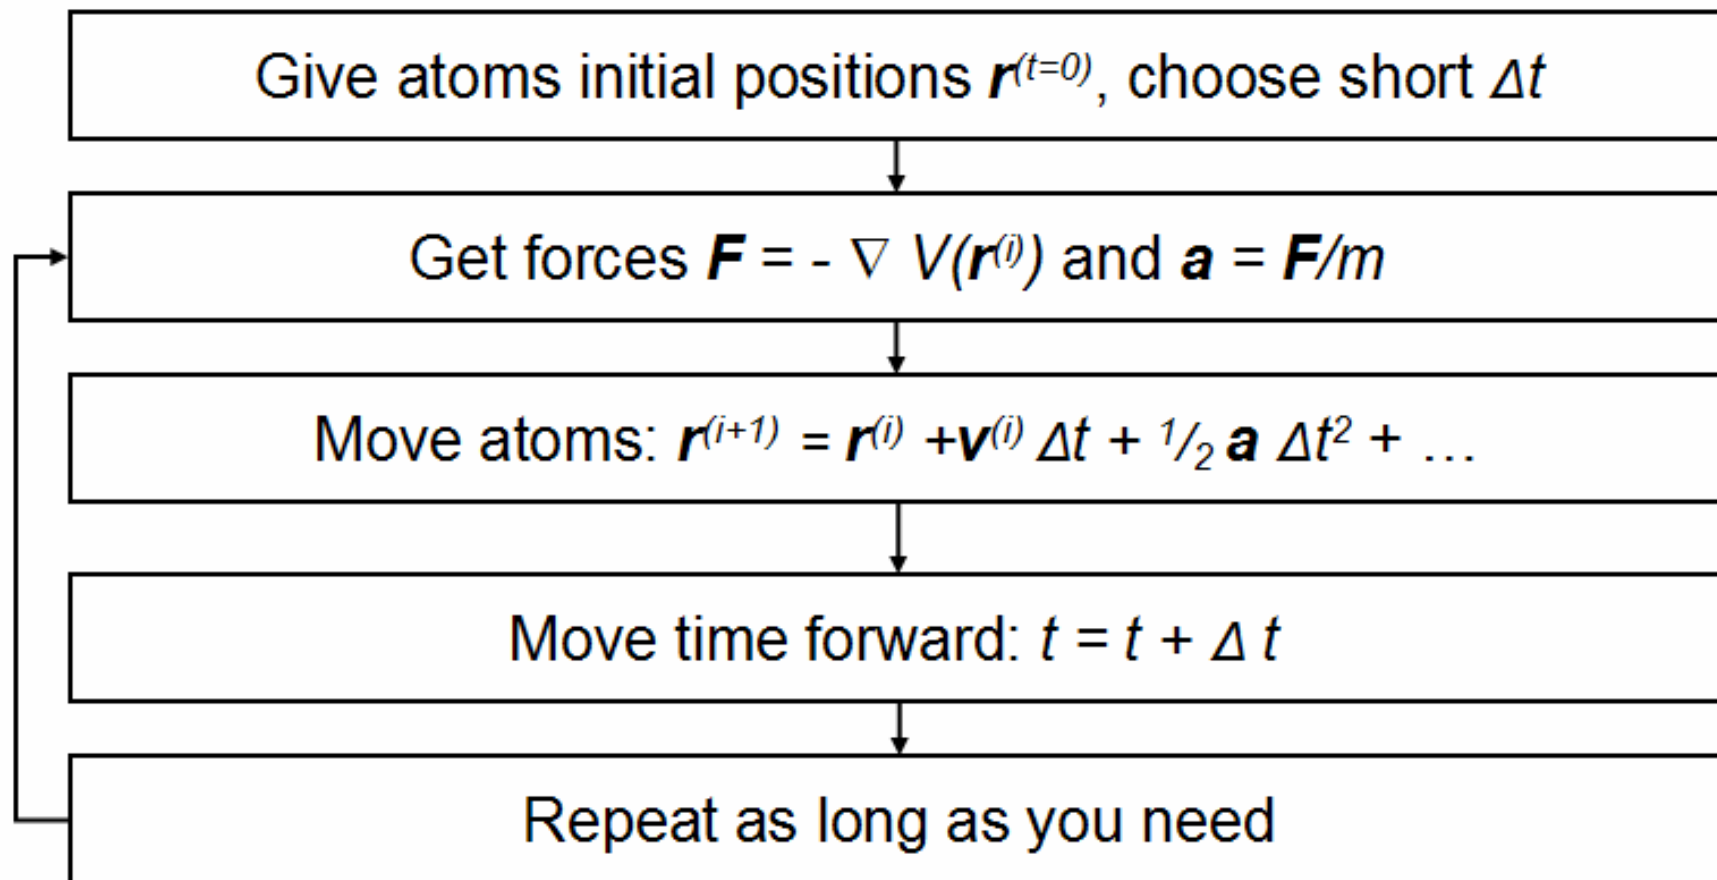 Give atoms initial positions r⁽ᵗ⁼⁰⁾, choose short Δt
Get forces F = - ∇ V(r⁽ⁱ⁾) and a = F/m
Move atoms: r⁽ⁱ⁺¹⁾ = r⁽ⁱ⁾ +v⁽ⁱ⁾ Δt + ¹/₂ a Δt² + …
Move time forward: t = t + Δ t
Repeat as long as you need